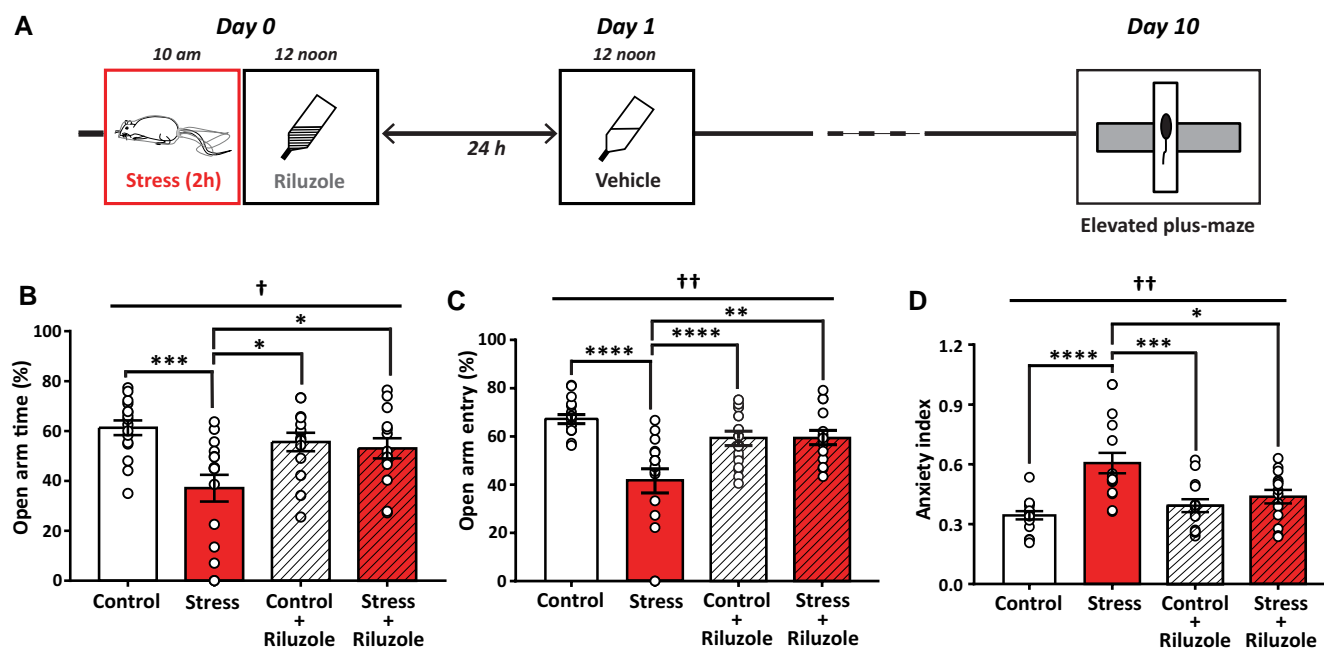 A
Day 0
Day 1
Day 10
10 am
12 noon
12 noon
Stress (2h)
Riluzole
24 h
Vehicle
Elevated plus-maze
B
†
*
*
***
Open arm time (%)
100
80
60
40
20
0
Control
Stress
Control
+
Riluzole
Stress
+
Riluzole
C
††
**
****
****
Open arm entry (%)
100
80
60
40
20
0
Control
Stress
Control
+
Riluzole
Stress
+
Riluzole
D
††
*
***
****
Anxiety index
1.2
0.9
0.6
0.3
0.0
Control
Stress
Control
+
Riluzole
Stress
+
Riluzole